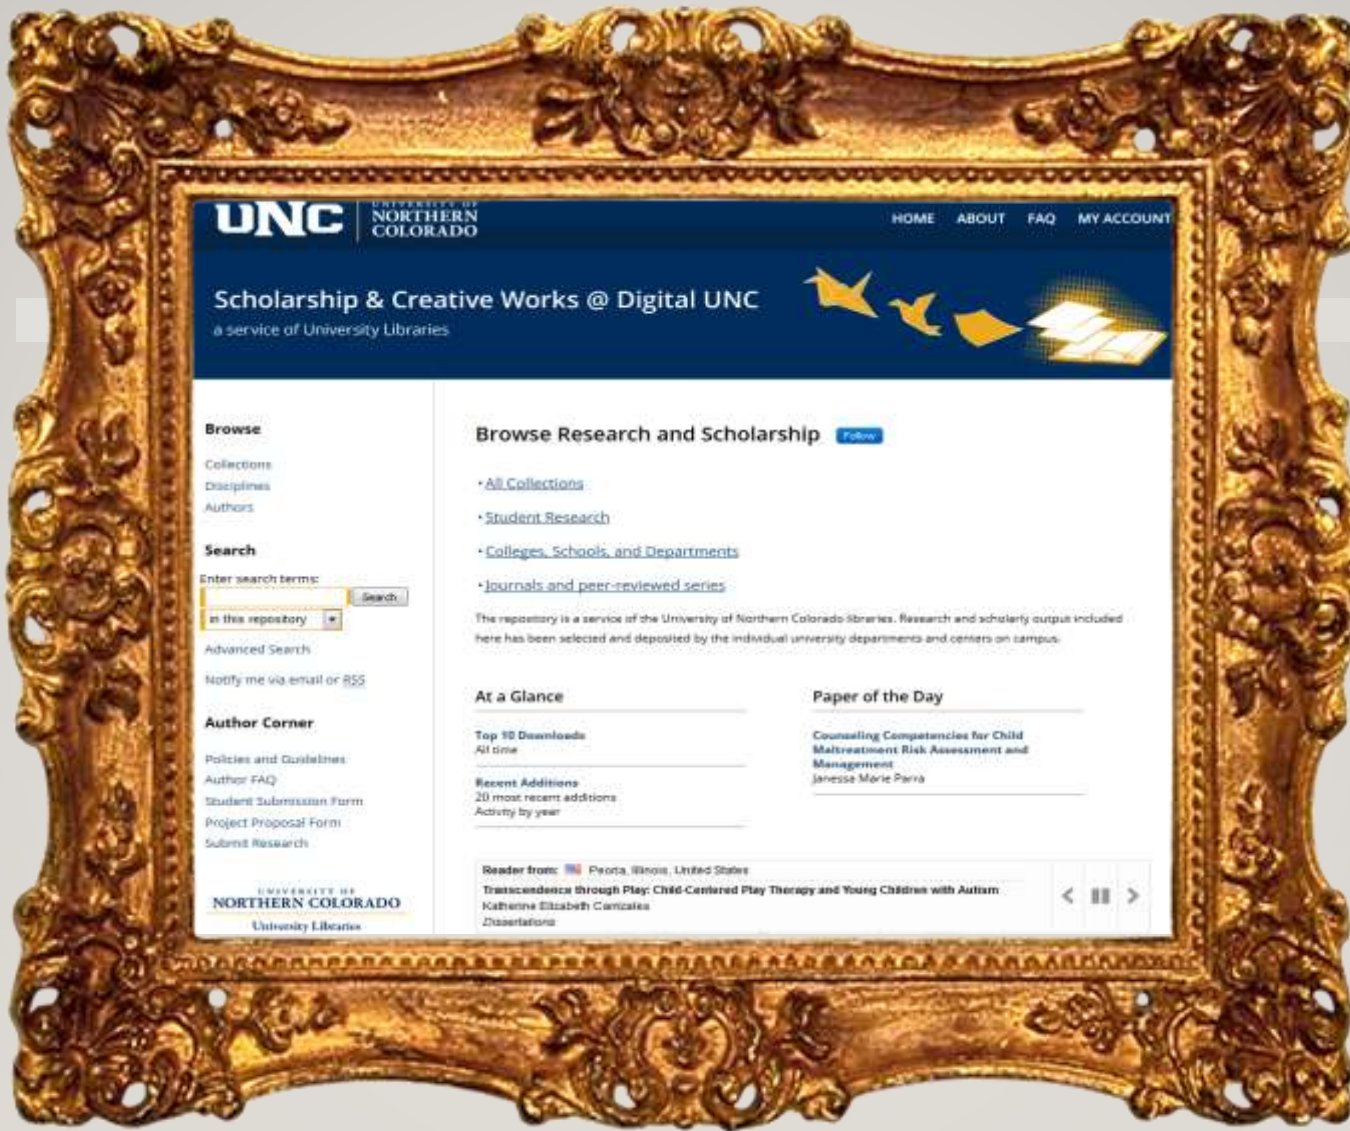 UNC
UNIVERSITY OF
NORTHERN
COLORADO
HOME ABOUT FAQ MY ACCOUNT
Scholarship & Creative Works @ Digital UNC
a service of University Libraries
Browse
Collections
Disciplines
Authors
Search
Enter search terms:
Search
in this repository
Advanced Search
Notify me via email or RSS
Author Corner
Policies and Guidelines
Author FAQ
Student Submission Form
Project Proposal Form
Submit Research
UNIVERSITY OF
NORTHERN COLORADO
University Libraries
Browse Research and Scholarship Follow
• All Collections
• Student Research
• Colleges, Schools, and Departments
• Journals and peer-reviewed series
The repository is a service of the University of Northern Colorado libraries. Research and scholarly output included
here has been selected and deposited by the individual university departments and centers on campus.
At a Glance
Top 10 Downloads
All time
Recent Additions
20 most recent additions
Activity by year
Paper of the Day
Counseling Competencies for Child
Maltreatment Risk Assessment and
Management
Janessa Marie Parra
Reader from: Peoria, Illinois, United States
Transcendence through Play: Child-Centered Play Therapy and Young Children with Autism
Katherine Elizabeth Carrizales
Dissertations